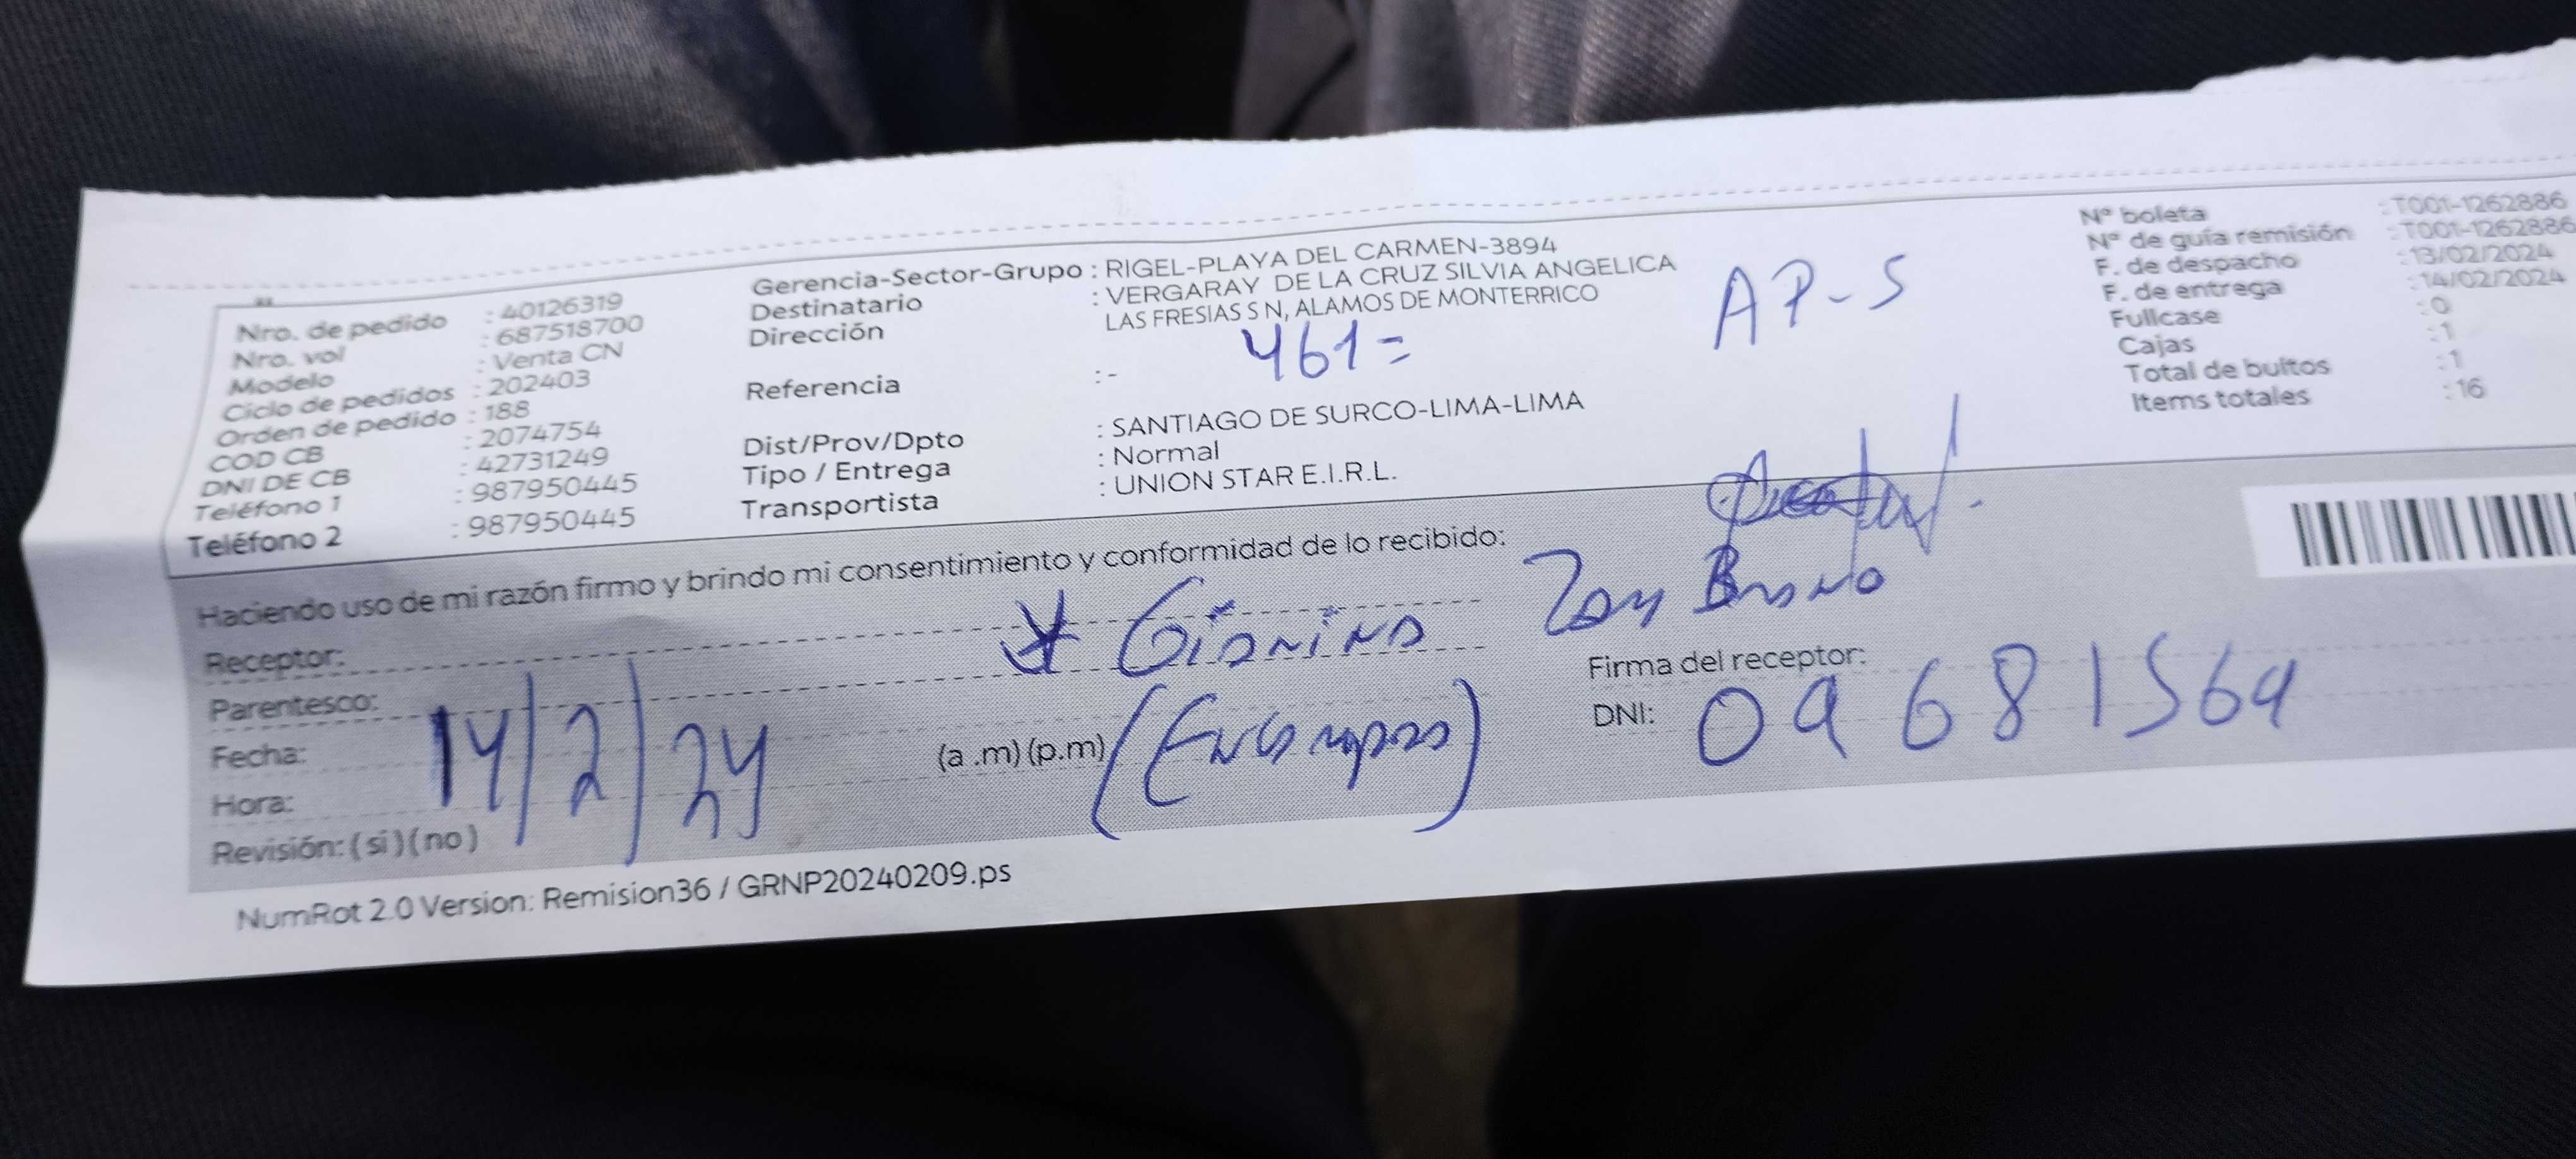 Nro. de pedido : 40126319
Nro. vol : 687518700
Modelo : Venta CN
Ciclo de pedidos : 202403
Orden de pedido : 188
COD CB : 2074754
DNI DE CB : 42731249
Teléfono 1 : 987950445
Teléfono 2 : 987950445
Gerencia-Sector-Grupo : RIGEL-PLAYA DEL CARMEN-3894
Destinatario : VERGARAY DE LA CRUZ SILVIA ANGELICA
Dirección LAS FRESIAS S N, ALAMOS DE MONTERRICO
461=
AP-5
Referencia : -
Dist/Prov/Dpto : SANTIAGO DE SURCO-LIMA-LIMA
Tipo / Entrega : Normal
Transportista : UNION STAR E.I.R.L.
N° boleta : T001-1262886
N° de guía remisión : T001-1262886
F. de despacho : 13/02/2024
F. de entrega : 14/02/2024
Fullcase : 0
Cajas : 1
Total de bultos : 1
Items totales : 16
Haciendo uso de mi razón firmo y brindo mi consentimiento y conformidad de lo recibido:
Receptor: Gianina Bruno
Parentesco:
Fecha: 14/2/24
Hora: (a .m) (p.m)
Revisión: ( si ) ( no )
Firma del receptor:
DNI: 09681564
NumRot 2.0 Version: Remision36 / GRNP20240209.ps